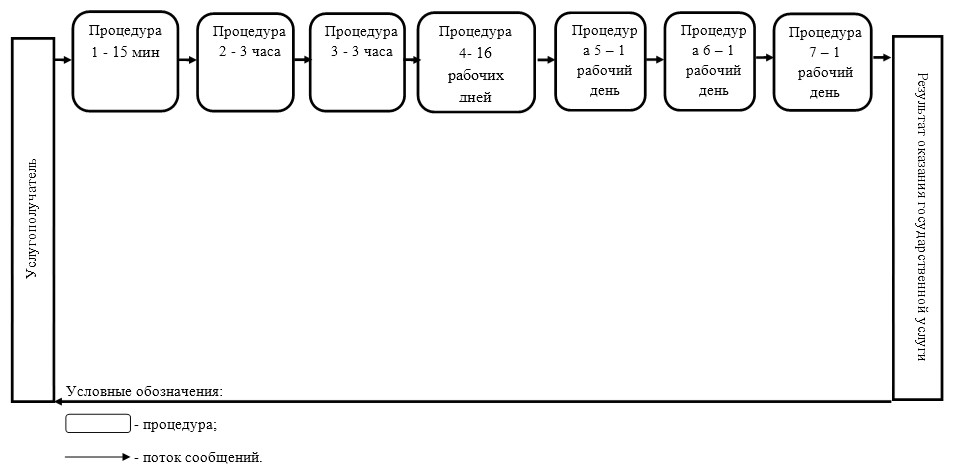 Услугополучатель
Процедура
1 - 15 мин
Процедура
2 - 3 часа
Процедура
3 - 3 часа
Процедура
4- 16
рабочих
дней
Процедур
а 5 – 1
рабочий
день
Процедур
а 6 – 1
рабочий
день
Процедура
7 – 1
рабочий
день
Результат оказания государственной услуги
Условные обозначения:
- процедура;
- поток сообщений.